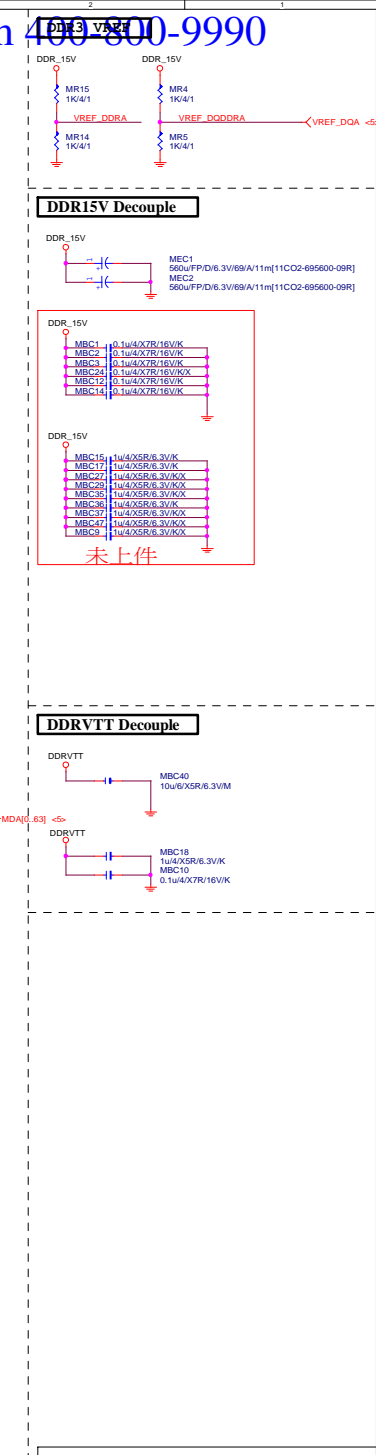 2 1
n 400-800-9990
DDR3 VREF
DDR_15V DDR_15V
MR15 MR4
1K/4/1 1K/4/1
VREF_DDRA VREF_DQDDRA VREF_DQA <5>
MR14 MR5
1K/4/1 1K/4/1
DDR15V Decouple
DDR_15V
MEC1
1 560u/FP/D/6.3V/69/A/11m[11CO2-695600-09R]
+
MEC2
1 560u/FP/D/6.3V/69/A/11m[11CO2-695600-09R]
+
DDR_15V
MBC1 0.1u/4/X7R/16V/K
MBC2 0.1u/4/X7R/16V/K
MBC3 0.1u/4/X7R/16V/K
MBC24 0.1u/4/X7R/16V/K/X
MBC12 0.1u/4/X7R/16V/K
MBC14 0.1u/4/X7R/16V/K
DDR_15V
MBC15 1u/4/X5R/6.3V/K
MBC17 1u/4/X5R/6.3V/K
MBC27 1u/4/X5R/6.3V/K/X
MBC29 1u/4/X5R/6.3V/K/X
MBC35 1u/4/X5R/6.3V/K/X
MBC36 1u/4/X5R/6.3V/K
MBC37 1u/4/X5R/6.3V/K/X
MBC47 1u/4/X5R/6.3V/K/X
MBC9 1u/4/X5R/6.3V/K
未上件
DDRVTT Decouple
DDRVTT
MBC40
10u/6/X5R/6.3V/M
MDA[0..63] <5>
DDRVTT
MBC18
1u/4/X5R/6.3V/K
MBC10
0.1u/4/X7R/16V/K